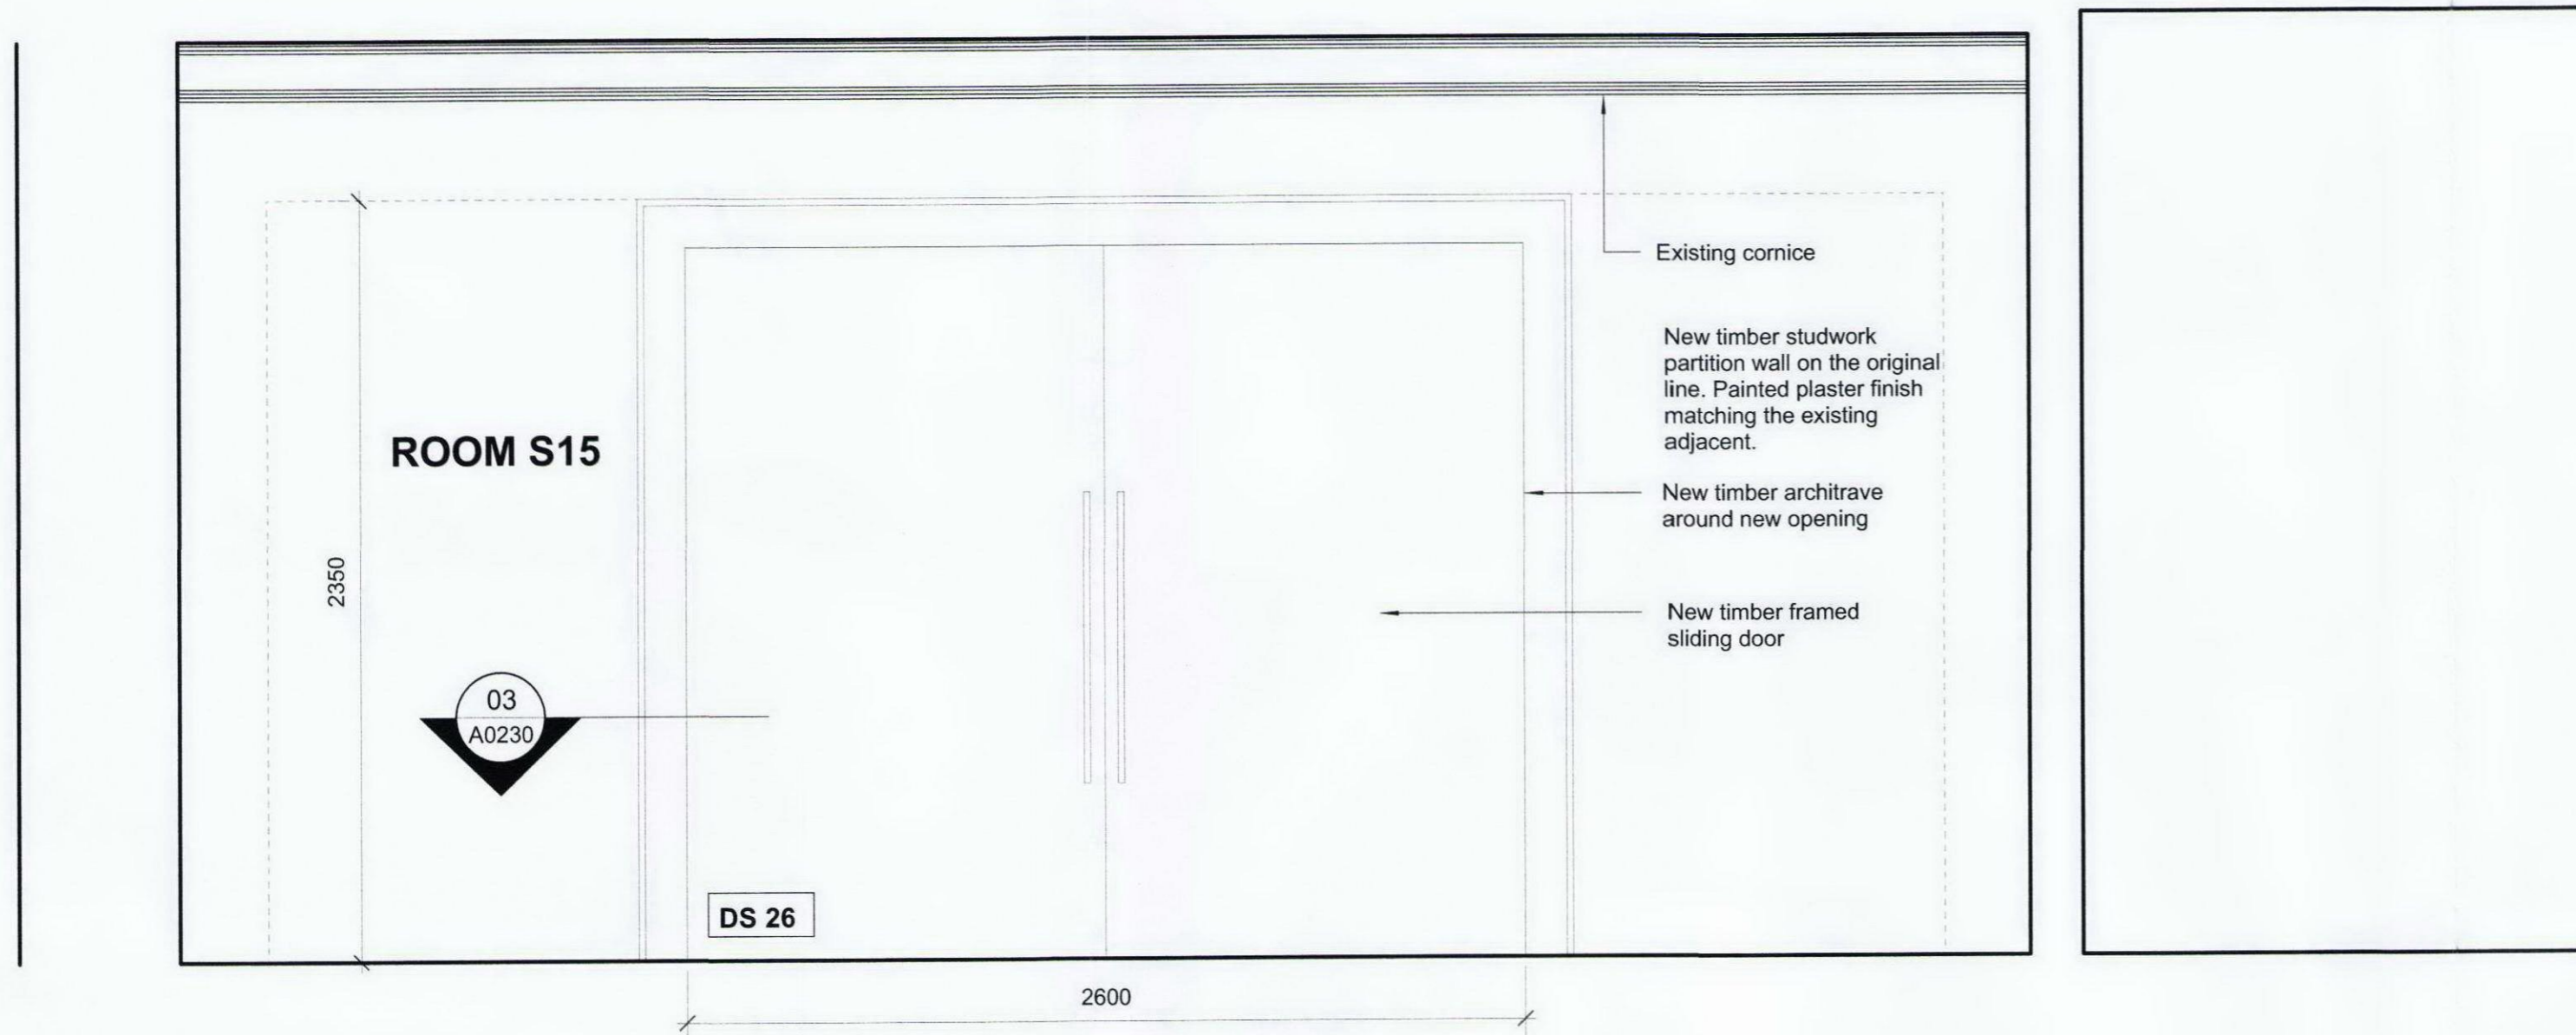 Existing cornice
New timber studwork
partition wall on the original
line. Painted plaster finish
matching the existing
adjacent.
ROOM S15
New timber architrave
around new opening
2350
New timber framed
sliding door
03
A0230
DS 26
2600